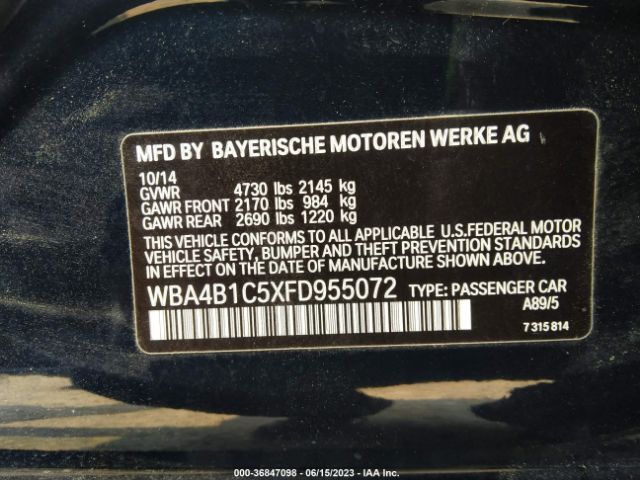 MFD BY BAYERISCHE MOTOREN WERKE AG
10/14
GVWR 4730 lbs 2145 kg
GAWR FRONT 2170 lbs 984 kg
GAWR REAR 2690 lbs 1220 kg
THIS VEHICLE CONFORMS TO ALL APPLICABLE U.S.FEDERAL MOTOR
VEHICLE SAFETY, BUMPER AND THEFT PREVENTION STANDARDS
IN EFFECT ON THE DATE OF MANUFACTURE SHOWN ABOVE.
WBA4B1C5XFD955072 TYPE: PASSENGER CAR
A89/5
7 315 814
000-36847098 - 06/15/2023 - IAA Inc.